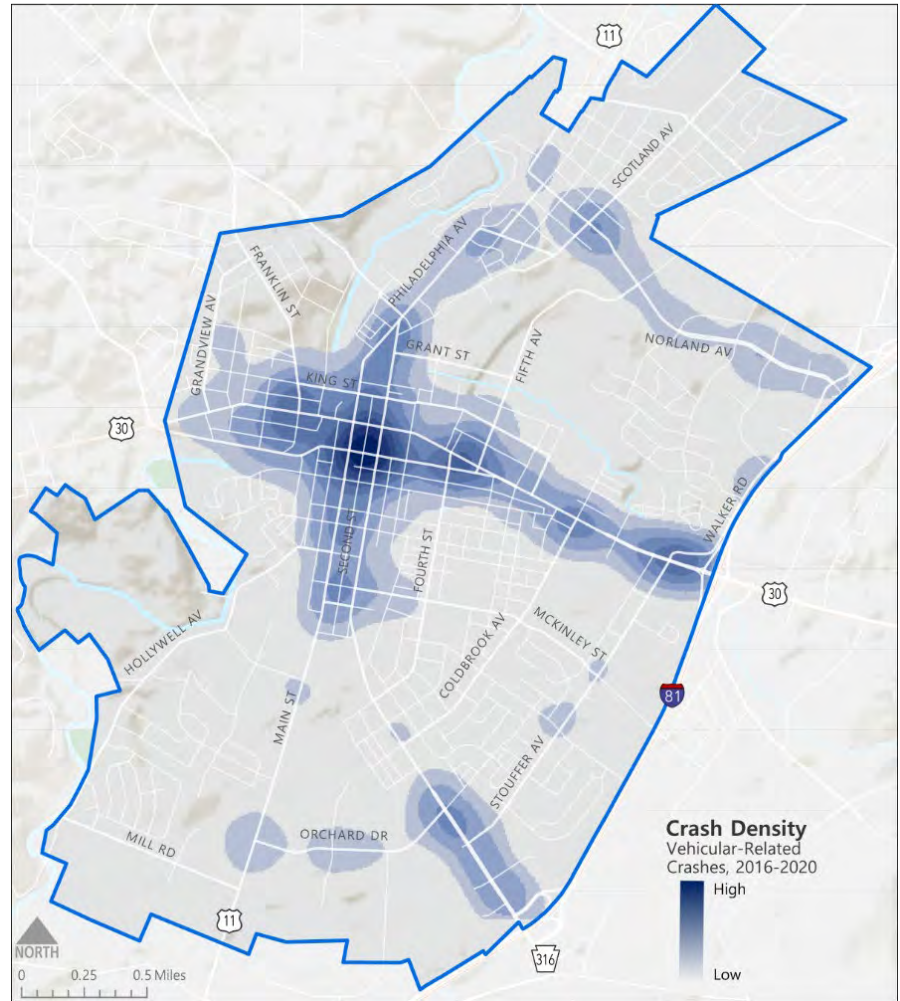 11
SCOTLAND AV
PHILADELPHIA AV
FRANKLIN ST
GRANDVIEW AV
GRANT ST
FIFTH AV
NORLAND AV
KING ST
30
WALKER RD
SECOND ST
FOURTH ST
30
MCKINLEY ST
HOLLYWELL AV
COLDBROOK AV
81
MAIN ST
STOUFFER AV
ORCHARD DR
MILL RD
11
316
Crash Density
Vehicular-Related
Crashes, 2016-2020
High
Low
NORTH
0 0.25 0.5 Miles